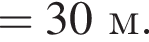 = 30 м.